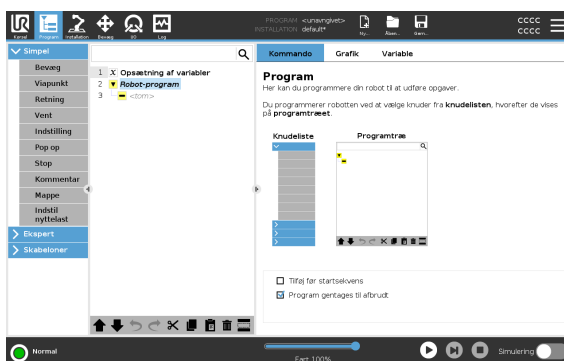 PROGRAM <unavngivet>
INSTALLATION default*
Kørsel Program Installation Bevæg I/O Log
Ny... Åben... Gem...
CCCC
CCCC
Simpel
Bevæg
Viapunkt
Retning
Vent
Indstilling
Pop op
Stop
Kommentar
Mappe
Indstil
nyttelast
Ekspert
Skabeloner
1 X Opsætning af variabler
2 Robot-program
3 <tom>
Kommando Grafik Variable
Program
Her kan du programmere din robot til at udføre opgaver.
Du programmerer robotten ved at vælge knuder fra knudelisten, hvorefter de vises
på programtræet.
Knudeliste Programtræ
Tilføj før startsekvens
Program gentages til afbrudt
Normal
Fart 100%
Simulering